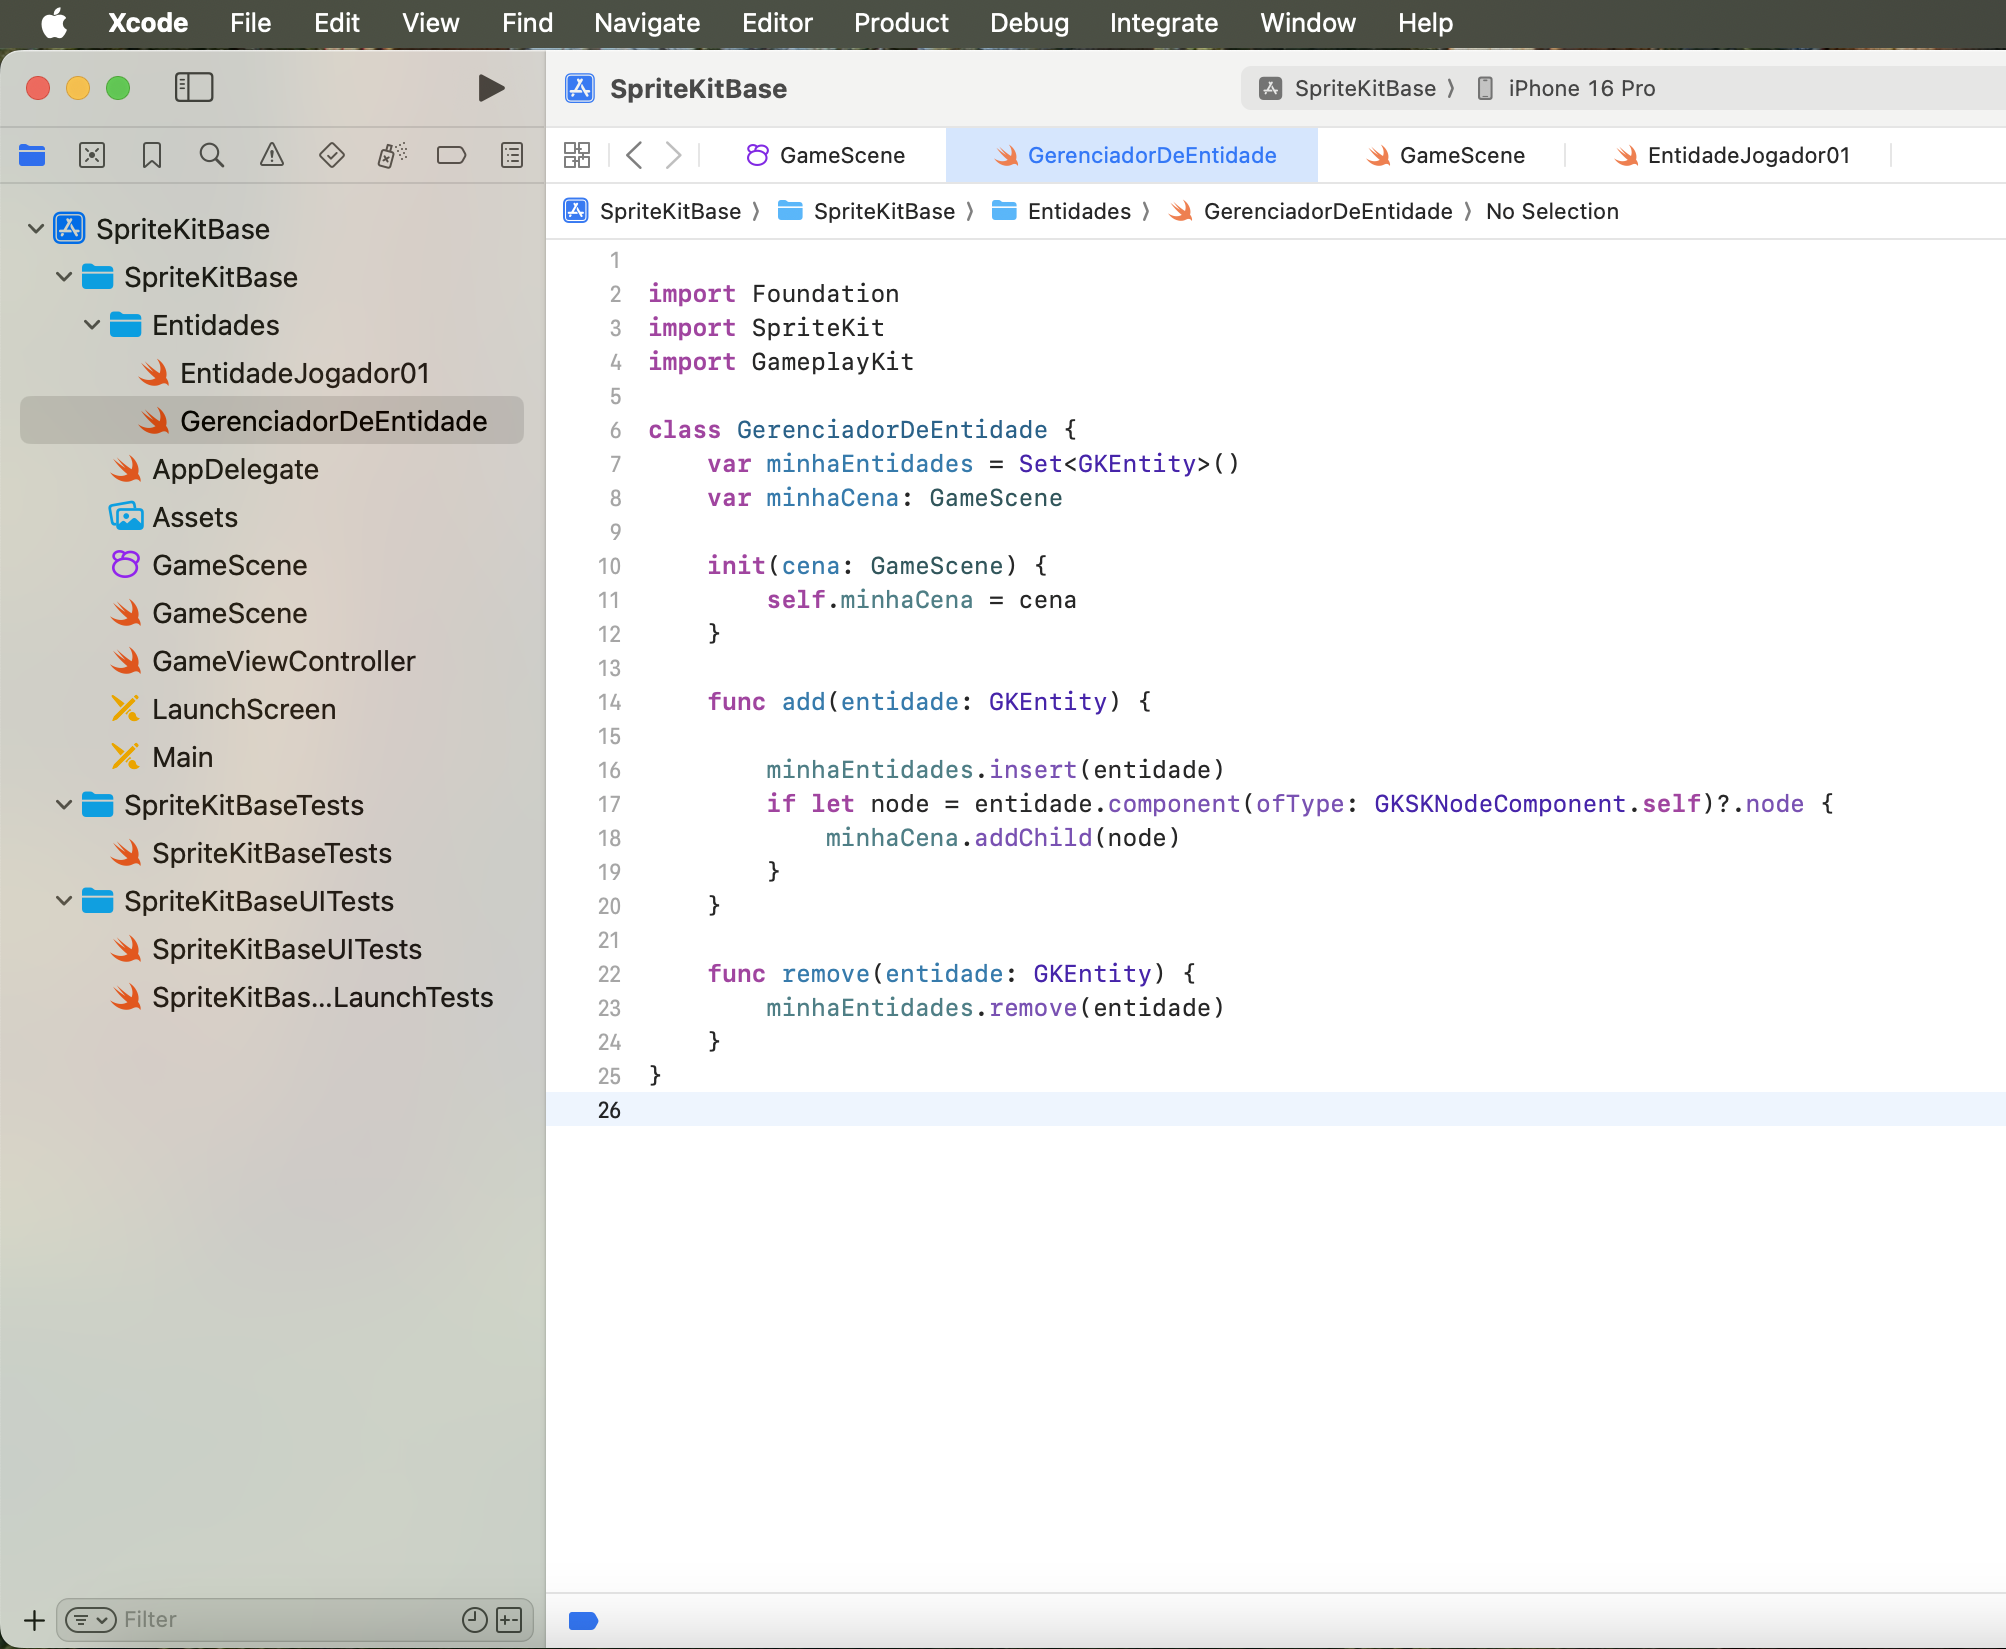 Xcode File Edit View Find Navigate Editor Product Debug Integrate Window Help
SpriteKitBase
SpriteKitBase 〉 iPhone 16 Pro
GameScene GerenciadorDeEntidade GameScene EntidadeJogador01
SpriteKitBase 〉 SpriteKitBase 〉 Entidades 〉 GerenciadorDeEntidade 〉 No Selection
SpriteKitBase
SpriteKitBase
Entidades
EntidadeJogador01
GerenciadorDeEntidade
AppDelegate
Assets
GameScene
GameScene
GameViewController
LaunchScreen
Main
SpriteKitBaseTests
SpriteKitBaseTests
SpriteKitBaseUITests
SpriteKitBaseUITests
SpriteKitBas...LaunchTests
Filter
1
2 import Foundation
3 import SpriteKit
4 import GameplayKit
5
6 class GerenciadorDeEntidade {
7     var minhaEntidades = Set<GKEntity>()
8     var minhaCena: GameScene
9
10     init(cena: GameScene) {
11         self.minhaCena = cena
12     }
13
14     func add(entidade: GKEntity) {
15
16         minhaEntidades.insert(entidade)
17         if let node = entidade.component(ofType: GKSKNodeComponent.self)?.node {
18             minhaCena.addChild(node)
19         }
20     }
21
22     func remove(entidade: GKEntity) {
23         minhaEntidades.remove(entidade)
24     }
25 }
26